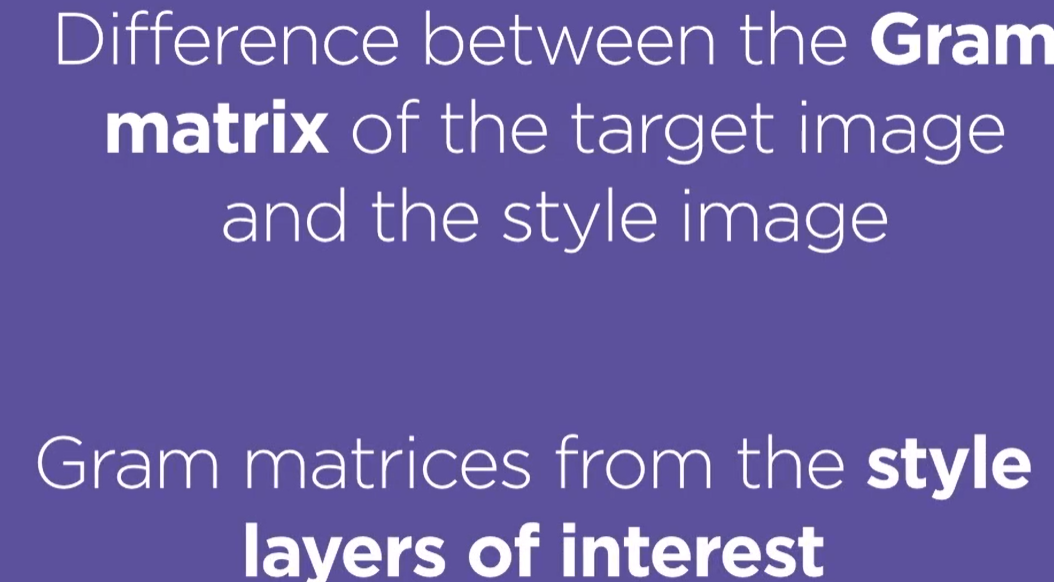 Difference between the Gram
matrix of the target image
and the style image
Gram matrices from the style
layers of interest